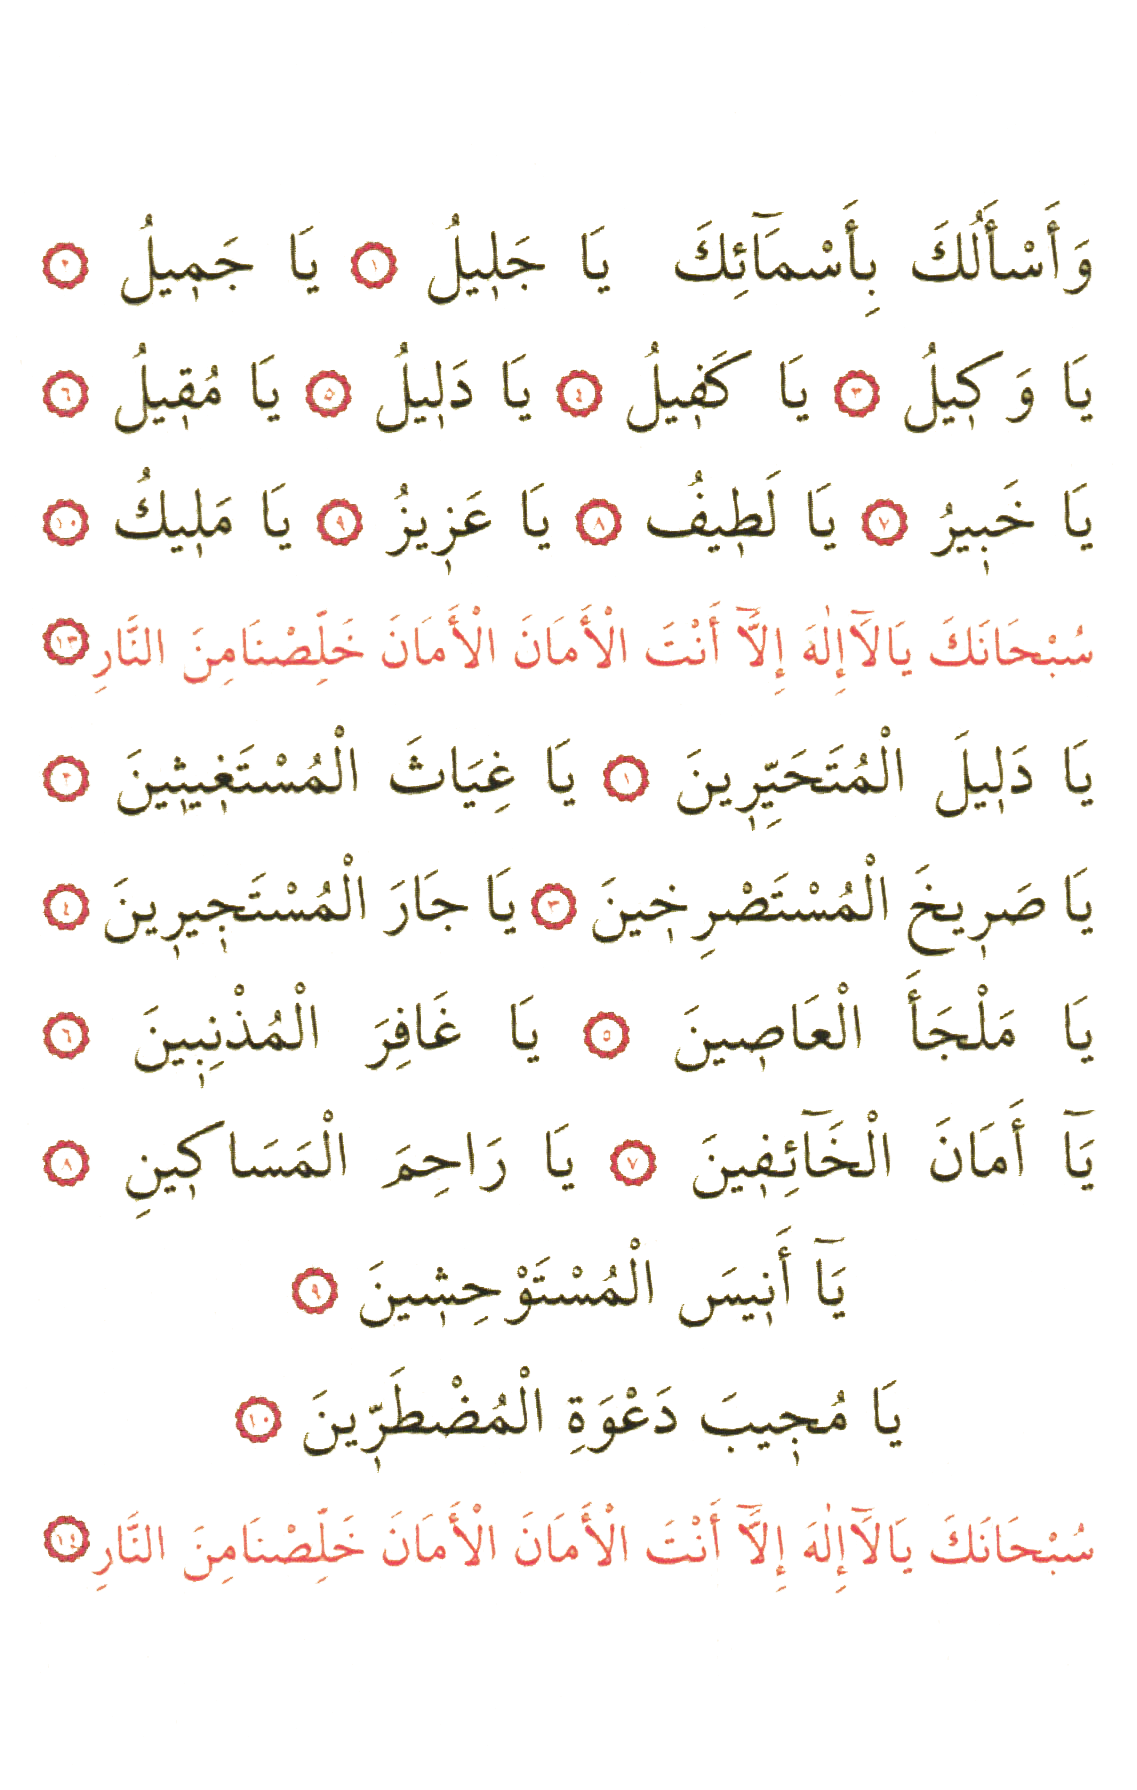 وَأَسْأَلُكَ بِأَسْمَآئِكَ يَا جَلِيلُ ١ يَا جَمِيلُ ٢
يَا وَكِيلُ ٣ يَا كَفِيلُ ٤ يَا دَلِيلُ ٥ يَا مُقِيلُ ٦
يَا خَبِيرُ ٧ يَا لَطِيفُ ٨ يَا عَزِيزُ ٩ يَا مَلِيكُ ١٠
سُبْحَانَكَ يَالَآإِلٰهَ إِلَّآ أَنْتَ الْأَمَانَ الْأَمَانَ خَلِّصْنَامِنَ النَّارِ ١٣
يَا دَلِيلَ الْمُتَحَيِّرِينَ ١ يَا غِيَاثَ الْمُسْتَغِيثِينَ ٢
يَا صَرِيخَ الْمُسْتَصْرِخِينَ ٣ يَا جَارَ الْمُسْتَجِيرِينَ ٤
يَا مَلْجَأَ الْعَاصِينَ ٥ يَا غَافِرَ الْمُذْنِبِينَ ٦
يَآ أَمَانَ الْخَآئِفِينَ ٧ يَا رَاحِمَ الْمَسَاكِينِ ٨
يَآ أَنِيسَ الْمُسْتَوْحِشِينَ ٩
يَا مُجِيبَ دَعْوَةِ الْمُضْطَرِّينَ ١٠
سُبْحَانَكَ يَالَآإِلٰهَ إِلَّآ أَنْتَ الْأَمَانَ الْأَمَانَ خَلِّصْنَامِنَ النَّارِ ١٤